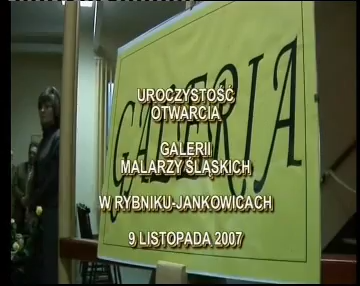 GALERIA
UROCZYSTOŚĆ
OTWARCIA
GALERII
MALARZY ŚLĄSKICH
W RYBNIKU-JANKOWICACH
9 LISTOPADA 2007